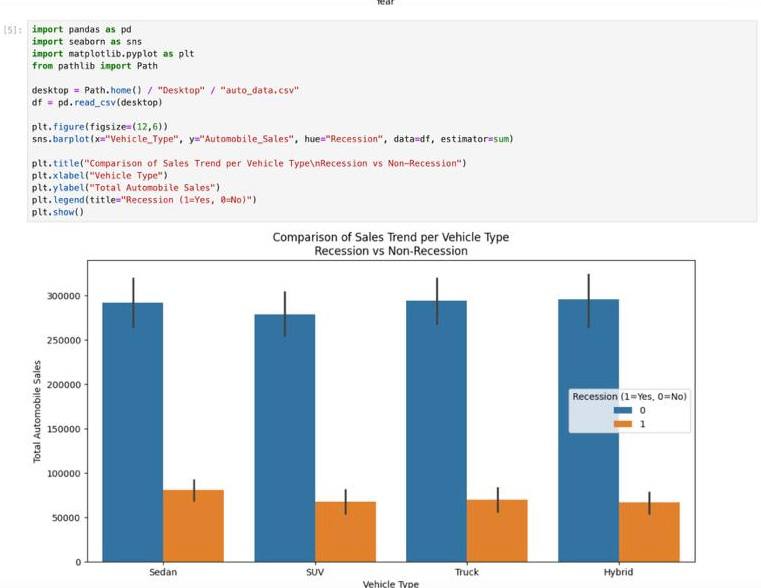 Year
[5]:
import pandas as pd
import seaborn as sns
import matplotlib.pyplot as plt
from pathlib import Path
desktop = Path.home() / "Desktop" / "auto_data.csv"
df = pd.read_csv(desktop)
plt.figure(figsize=(12,6))
sns.barplot(x="Vehicle_Type", y="Automobile_Sales", hue="Recession", data=df, estimator=sum)
plt.title("Comparison of Sales Trend per Vehicle Type\nRecession vs Non-Recession")
plt.xlabel("Vehicle Type")
plt.ylabel("Total Automobile Sales")
plt.legend(title="Recession (1=Yes, 0=No)")
plt.show()
Comparison of Sales Trend per Vehicle Type
Recession vs Non-Recession
Total Automobile Sales
300000
250000
200000
150000
100000
50000
0
Recession (1=Yes, 0=No)
0
1
Sedan SUV Truck Hybrid
Vehicle Type